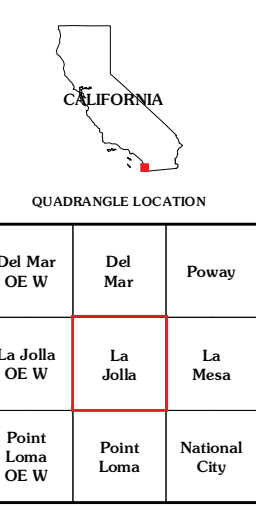 CALIFORNIA
QUADRANGLE LOCATION
Del Mar
OE W
Del
Mar
Poway
La Jolla
OE W
La
Jolla
La
Mesa
Point
Loma
OE W
Point
Loma
National
City